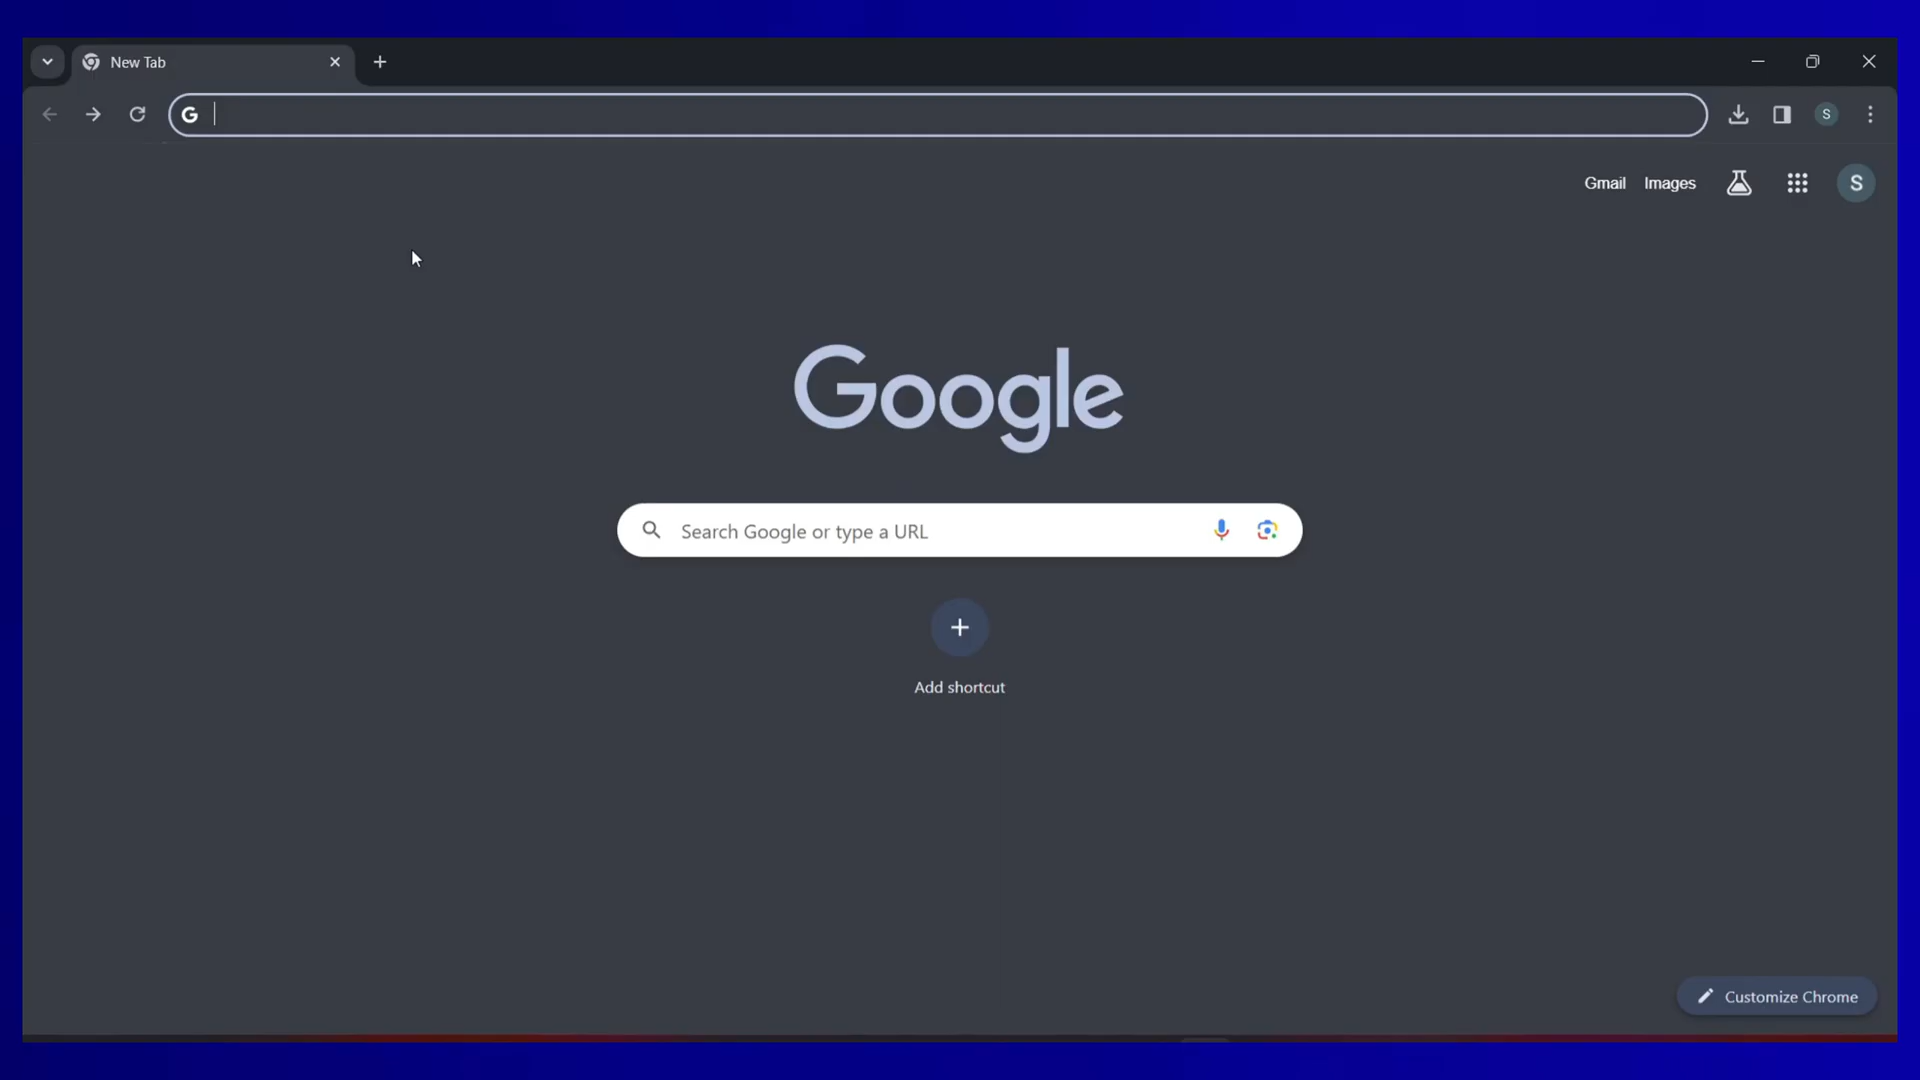 New Tab
G
S
Gmail Images
S
Google
Search Google or type a URL
Add shortcut
Customize Chrome